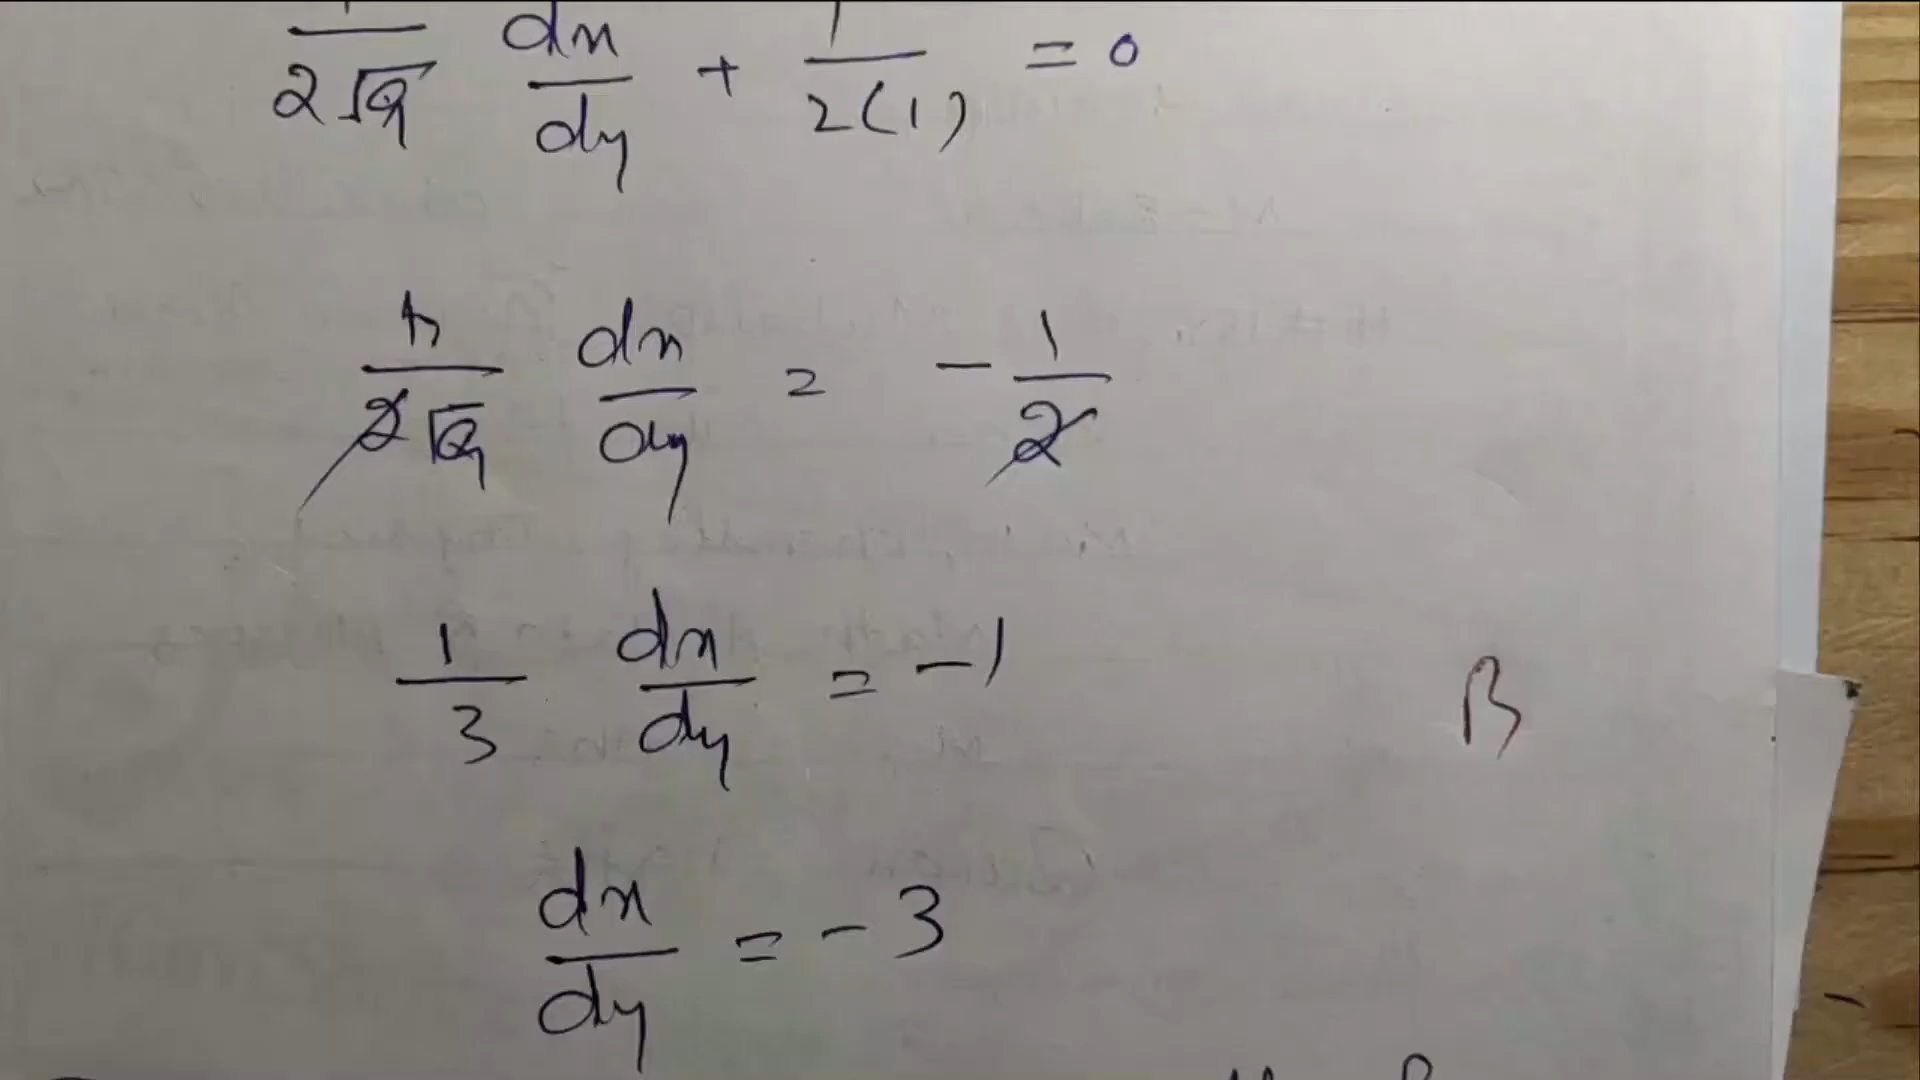 1/(2√9) dx/dy + 1/(2(1)) = 0
1/(2√9) dx/dy = -1/2
1/3 dx/dy = -1
B
dx/dy = -3